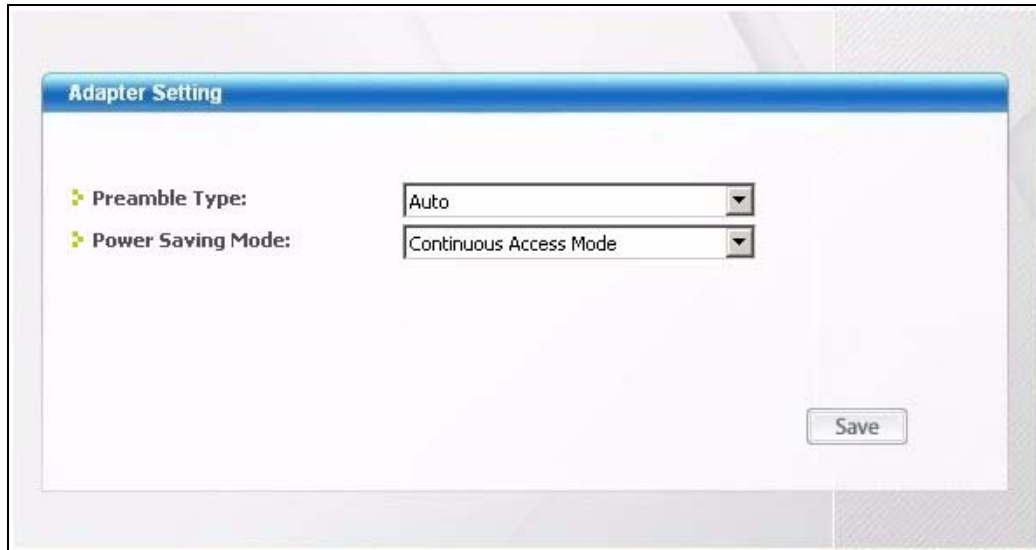 Adapter Setting
Preamble Type: Auto
Power Saving Mode: Continuous Access Mode
Save